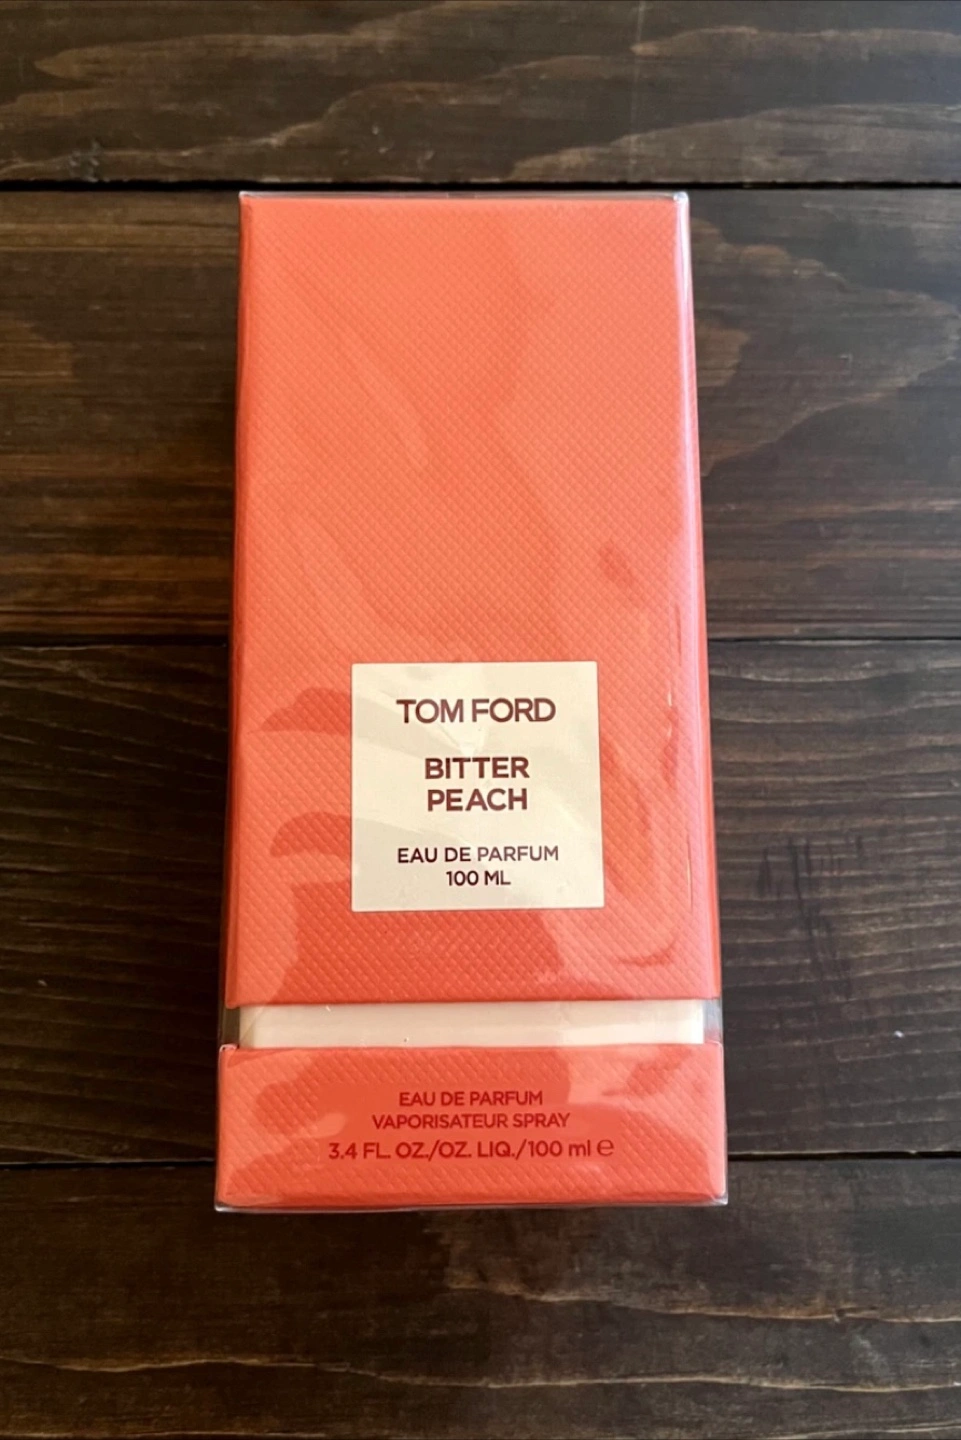 TOM FORD
BITTER
PEACH
EAU DE PARFUM
100 ML
EAU DE PARFUM
VAPORISATEUR SPRAY
3.4 FL. OZ./OZ. LIQ./100 ml ℮